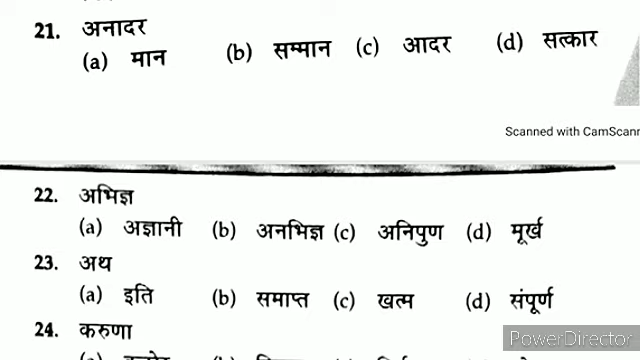 21. अनादर
(a) मान (b) सम्मान (c) आदर (d) सत्कार
Scanned with CamScann
22. अभिज्ञ
(a) अज्ञानी (b) अनभिज्ञ (c) अनिपुण (d) मूर्ख
23. अथ
(a) इति (b) समाप्त (c) खत्म (d) संपूर्ण
24. करुणा
PowerDirector